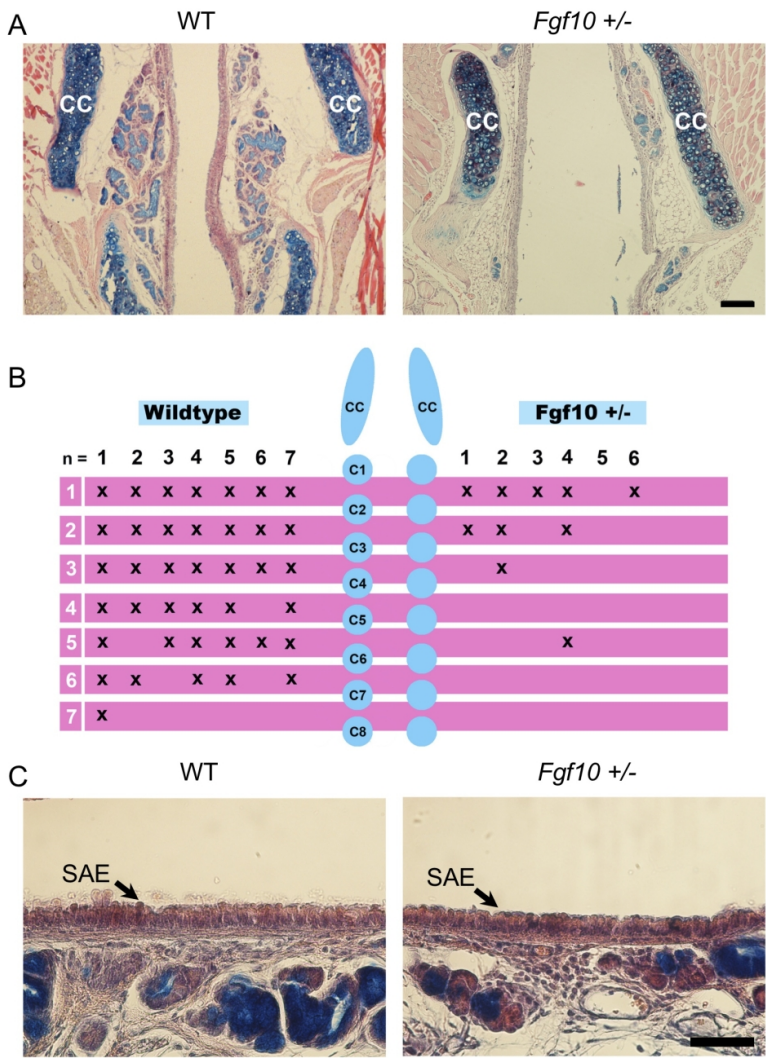 A
WT
Fgf10 +/-
CC
CC
CC
CC
B
Wildtype
CC
CC
Fgf10 +/-
n = 1 2 3 4 5 6 7
1 2 3 4 5 6
C1
1 x x x x x x x x x x x x
C2
2 x x x x x x x x x x
C3
3 x x x x x x x x
C4
4 x x x x x x
C5
5 x x x x x x x
C6
6 x x x x x
C7
7 x
C8
C
WT
Fgf10 +/-
SAE
SAE